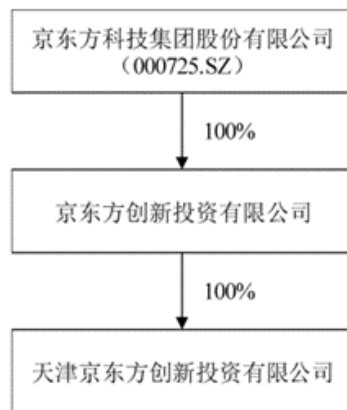 京东方科技集团股份有限公司
（000725.SZ）
100%
京东方创新投资有限公司
100%
天津京东方创新投资有限公司